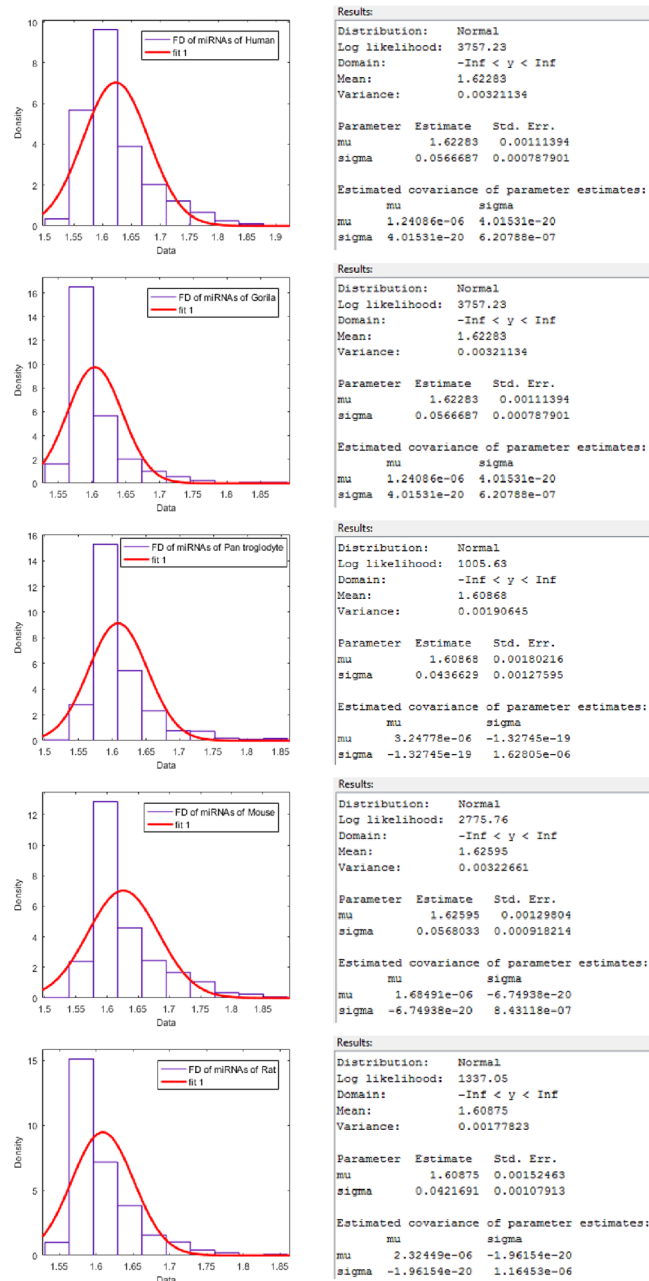 FD of miRNAs of Human
fit 1
Density
10
8
6
4
2
0
1.5 1.55 1.6 1.65 1.7 1.75 1.8 1.85 1.9
Data
Results:
Distribution: Normal
Log likelihood: 3757.23
Domain: -Inf < y < Inf
Mean: 1.62283
Variance: 0.00321134
Parameter Estimate Std. Err.
mu 1.62283 0.00111394
sigma 0.0566687 0.000787901
Estimated covariance of parameter estimates:
mu sigma
mu 1.24086e-06 4.01531e-20
sigma 4.01531e-20 6.20788e-07
FD of miRNAs of Gorila
fit 1
Density
16
14
12
10
8
6
4
2
0
1.55 1.6 1.65 1.7 1.75 1.8 1.85
Data
Results:
Distribution: Normal
Log likelihood: 3757.23
Domain: -Inf < y < Inf
Mean: 1.62283
Variance: 0.00321134
Parameter Estimate Std. Err.
mu 1.62283 0.00111394
sigma 0.0566687 0.000787901
Estimated covariance of parameter estimates:
mu sigma
mu 1.24086e-06 4.01531e-20
sigma 4.01531e-20 6.20788e-07
FD of miRNAs of Pan troglodyte
fit 1
Density
16
14
12
10
8
6
4
2
0
1.5 1.55 1.6 1.65 1.7 1.75 1.8 1.85
Data
Results:
Distribution: Normal
Log likelihood: 1005.63
Domain: -Inf < y < Inf
Mean: 1.60868
Variance: 0.00190645
Parameter Estimate Std. Err.
mu 1.60868 0.00180216
sigma 0.0436629 0.00127595
Estimated covariance of parameter estimates:
mu sigma
mu 3.24778e-06 -1.32745e-19
sigma -1.32745e-19 1.62805e-06
FD of miRNAs of Mouse
fit 1
Density
12
10
8
6
4
2
0
1.5 1.55 1.6 1.65 1.7 1.75 1.8 1.85
Data
Results:
Distribution: Normal
Log likelihood: 2775.76
Domain: -Inf < y < Inf
Mean: 1.62595
Variance: 0.00322661
Parameter Estimate Std. Err.
mu 1.62595 0.00129804
sigma 0.0568033 0.000918214
Estimated covariance of parameter estimates:
mu sigma
mu 1.68491e-06 -6.74938e-20
sigma -6.74938e-20 8.43118e-07
FD of miRNAs of Rat
fit 1
Density
15
10
5
0
1.55 1.6 1.65 1.7 1.75 1.8 1.85
Data
Results:
Distribution: Normal
Log likelihood: 1337.05
Domain: -Inf < y < Inf
Mean: 1.60875
Variance: 0.00177823
Parameter Estimate Std. Err.
mu 1.60875 0.00152463
sigma 0.0421691 0.00107913
Estimated covariance of parameter estimates:
mu sigma
mu 2.32449e-06 -1.96154e-20
sigma -1.96154e-20 1.16453e-06